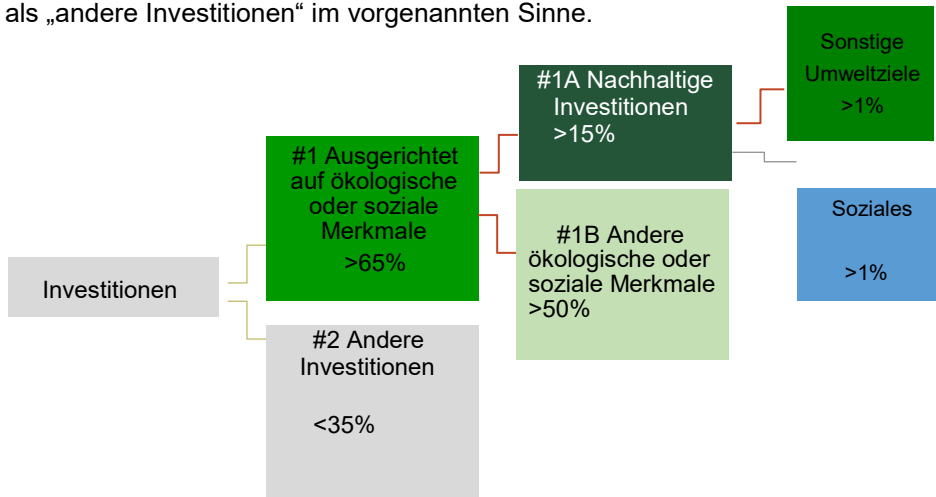 als „andere Investitionen“ im vorgenannten Sinne.
Investitionen
#1 Ausgerichtet
auf ökologische
oder soziale
Merkmale
>65%
#2 Andere
Investitionen
<35%
#1A Nachhaltige
Investitionen
>15%
#1B Andere
ökologische oder
soziale Merkmale
>50%
Sonstige
Umweltziele
>1%
Soziales
>1%